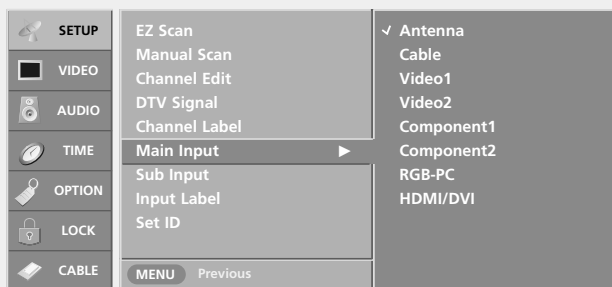 SETUP
VIDEO
AUDIO
TIME
OPTION
LOCK
CABLE
EZ Scan
Manual Scan
Channel Edit
DTV Signal
Channel Label
Main Input ►
Sub Input
Input Label
Set ID
MENU Previous
✓ Antenna
Cable
Video1
Video2
Component1
Component2
RGB-PC
HDMI/DVI